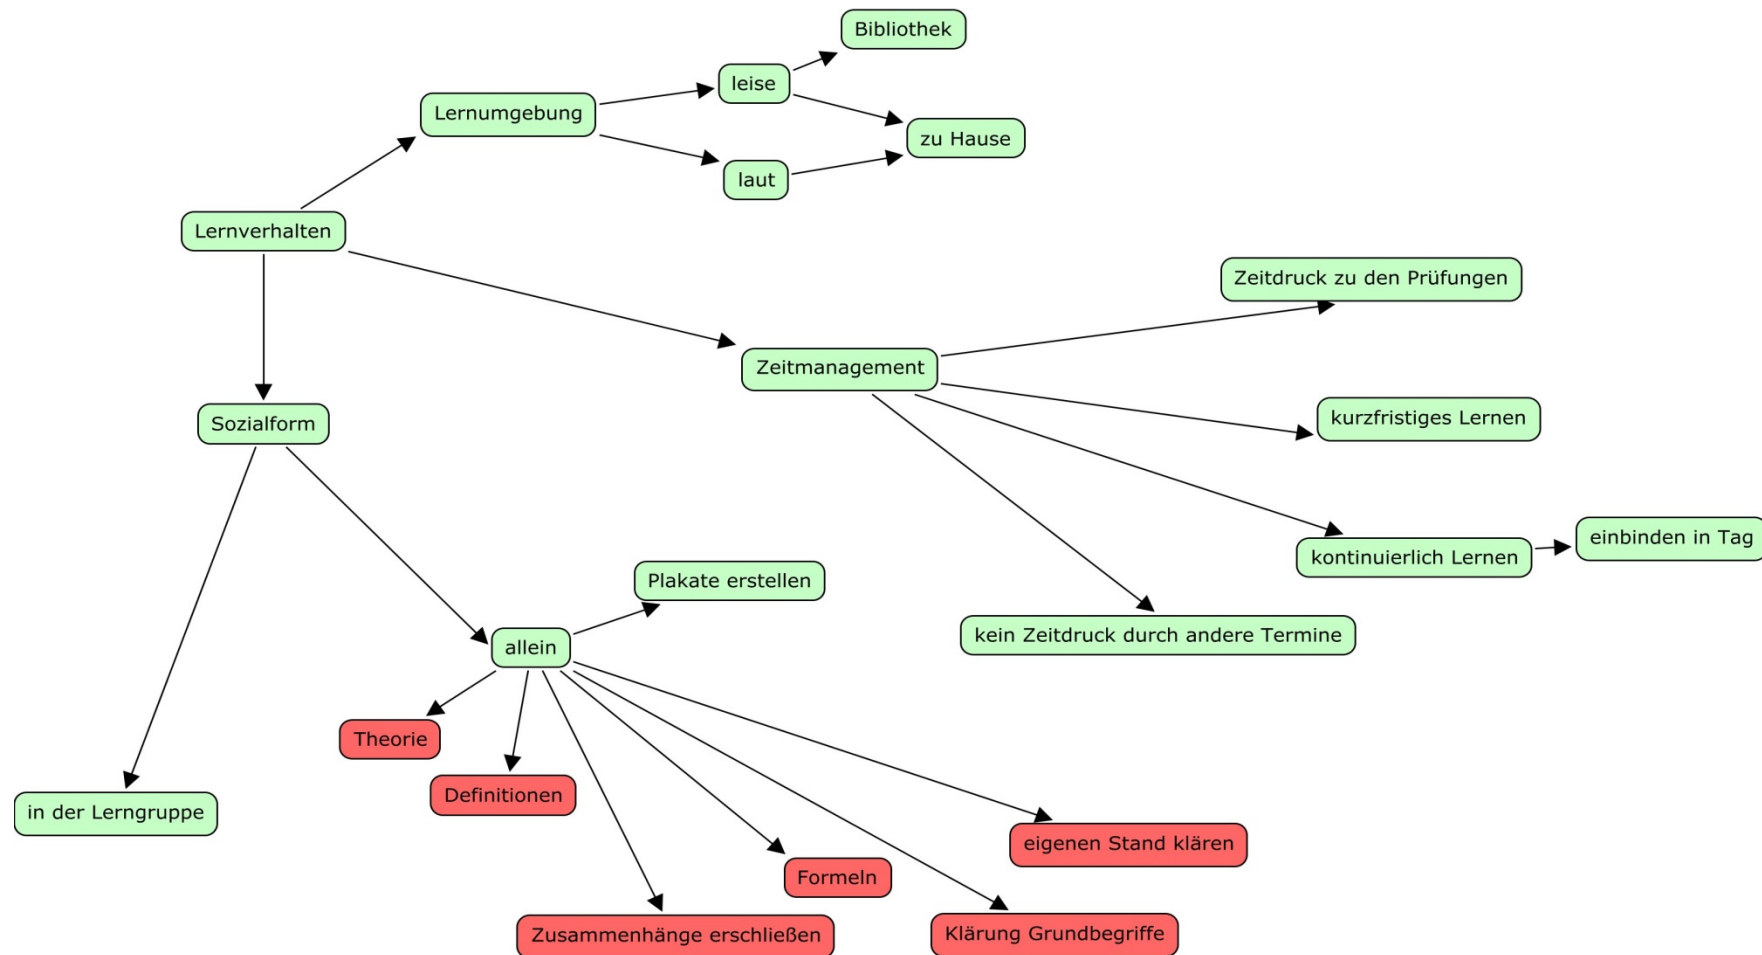 Bibliothek
leise
Lernumgebung
zu Hause
laut
Lernverhalten
Zeitdruck zu den Prüfungen
Zeitmanagement
kurzfristiges Lernen
Sozialform
einbinden in Tag
kontinuierlich Lernen
Plakate erstellen
kein Zeitdruck durch andere Termine
allein
Theorie
Definitionen
in der Lerngruppe
eigenen Stand klären
Formeln
Zusammenhänge erschließen
Klärung Grundbegriffe